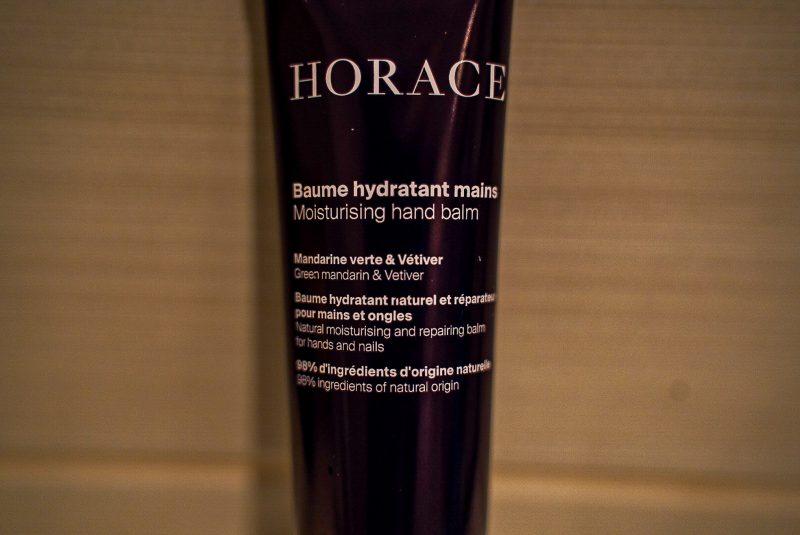 HORACE
Baume hydratant mains
Moisturising hand balm
Mandarine verte & Vétiver
Green mandarin & Vetiver
Baume hydratant naturel et réparateur
pour mains et ongles
Natural moisturising and repairing balm
for hands and nails
98% d'ingrédients d'origine naturelle
98% ingredients of natural origin